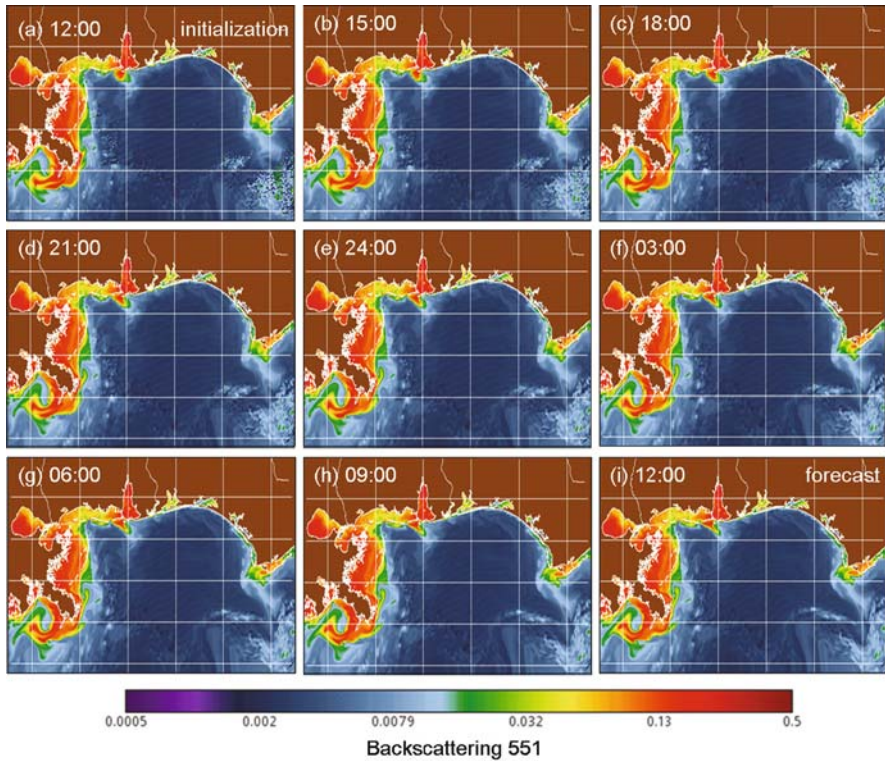 (a) 12:00 initialization
(b) 15:00
(c) 18:00
(d) 21:00
(e) 24:00
(f) 03:00
(g) 06:00
(h) 09:00
(i) 12:00 forecast
0.0005 0.002 0.0079 0.032 0.13 0.5
Backscattering 551